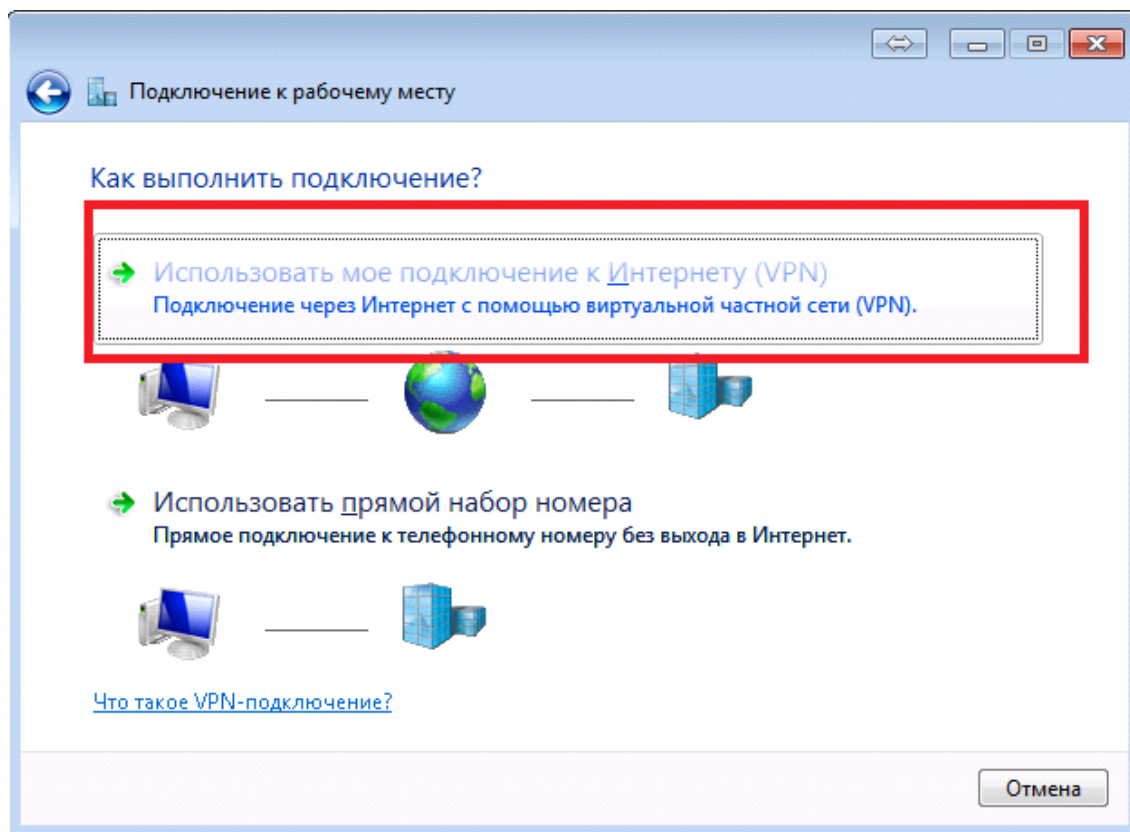 Подключение к рабочему месту
Как выполнить подключение?
Использовать мое подключение к Интернету (VPN)
Подключение через Интернет с помощью виртуальной частной сети (VPN).
Использовать прямой набор номера
Прямое подключение к телефонному номеру без выхода в Интернет.
Что такое VPN-подключение?
Отмена